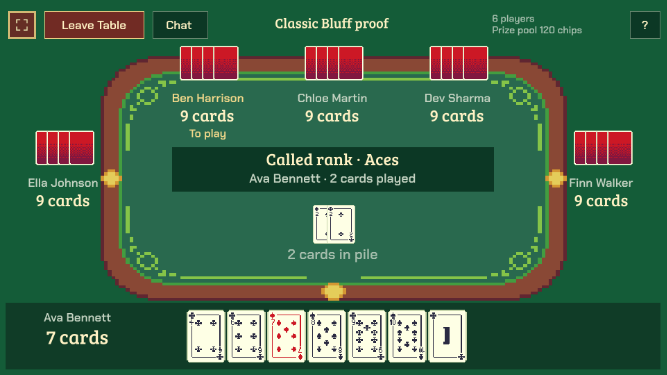 Leave Table
Chat
Classic Bluff proof
6 players
Prize pool 120 chips
?
Ben Harrison
9 cards
To play
Chloe Martin
9 cards
Dev Sharma
9 cards
Ella Johnson
9 cards
Finn Walker
9 cards
Called rank · Aces
Ava Bennett · 2 cards played
2 cards in pile
Ava Bennett
7 cards